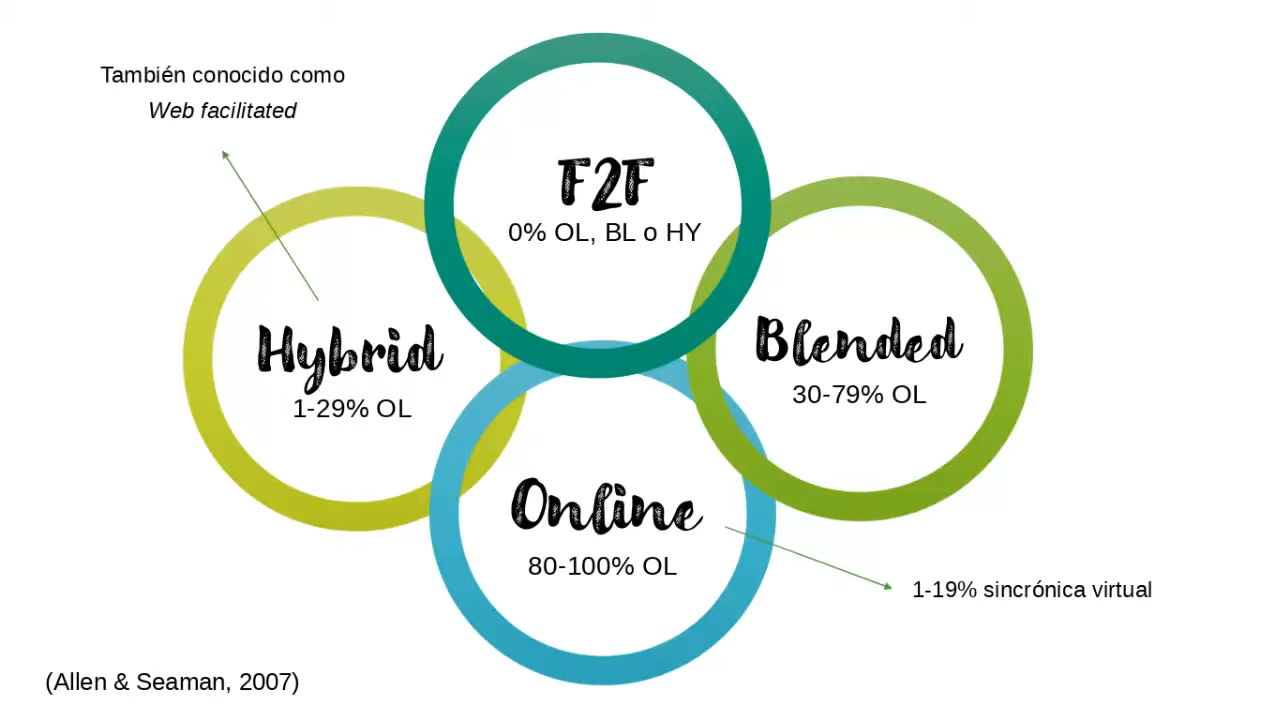 También conocido como
Web facilitated
F2F
0% OL, BL o HY
Hybrid
1-29% OL
Blended
30-79% OL
Online
80-100% OL
1-19% sincrónica virtual
(Allen & Seaman, 2007)